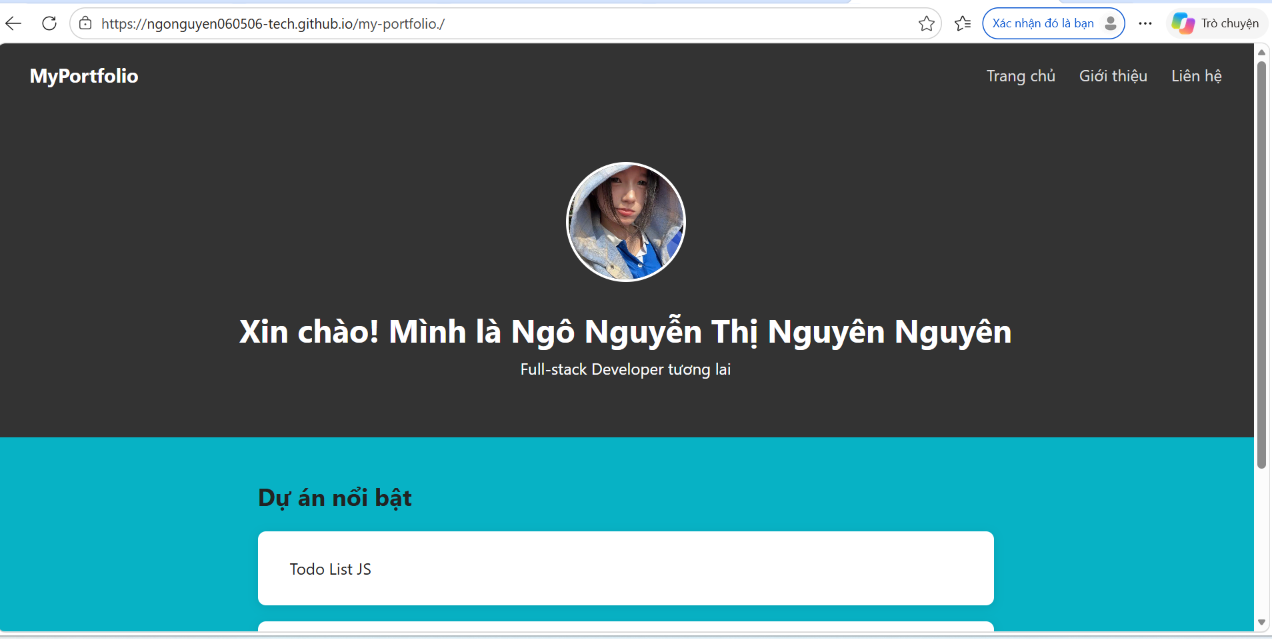 https://ngonguyen060506-tech.github.io/my-portfolio./
Xác nhận đó là bạn
Trò chuyện
MyPortfolio
Trang chủ Giới thiệu Liên hệ
Xin chào! Mình là Ngô Nguyễn Thị Nguyên Nguyên
Full-stack Developer tương lai
Dự án nổi bật
Todo List JS